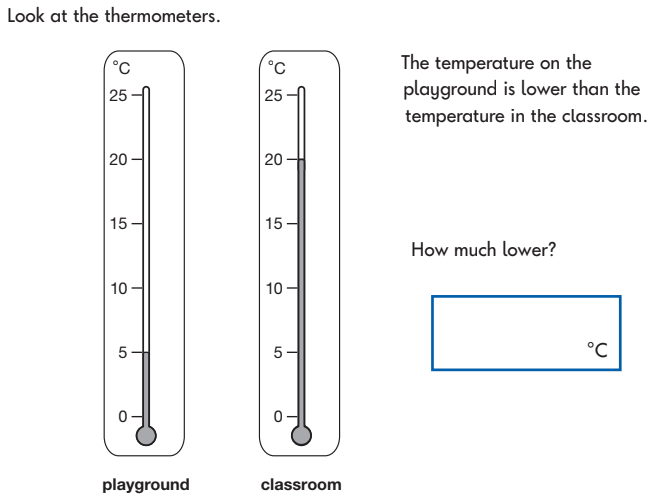 Look at the thermometers.
°C
25
20
15
10
5
0
playground
°C
25
20
15
10
5
0
classroom
The temperature on the
playground is lower than the
temperature in the classroom.
How much lower?
°C